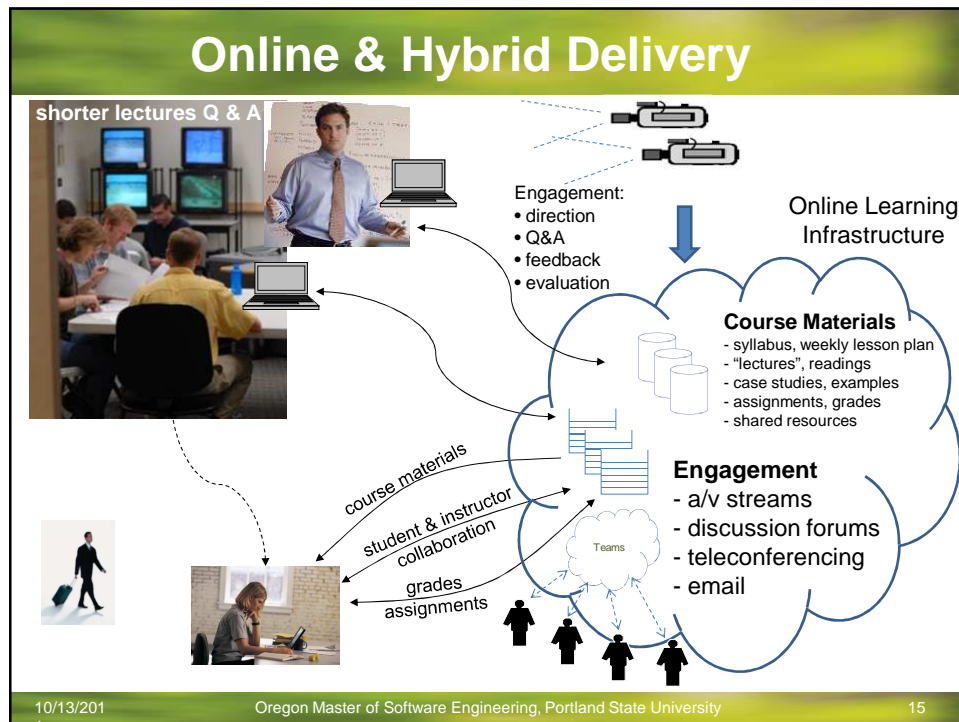 Online & Hybrid Delivery
shorter lectures Q & A
Engagement:
• direction
• Q&A
• feedback
• evaluation
Online Learning
Infrastructure
Course Materials
- syllabus, weekly lesson plan
- "lectures", readings
- case studies, examples
- assignments, grades
- shared resources
Engagement
- a/v streams
- discussion forums
- teleconferencing
- email
Teams
course materials
student & instructor
collaboration
grades
assignments
10/13/201
Oregon Master of Software Engineering, Portland State University
15